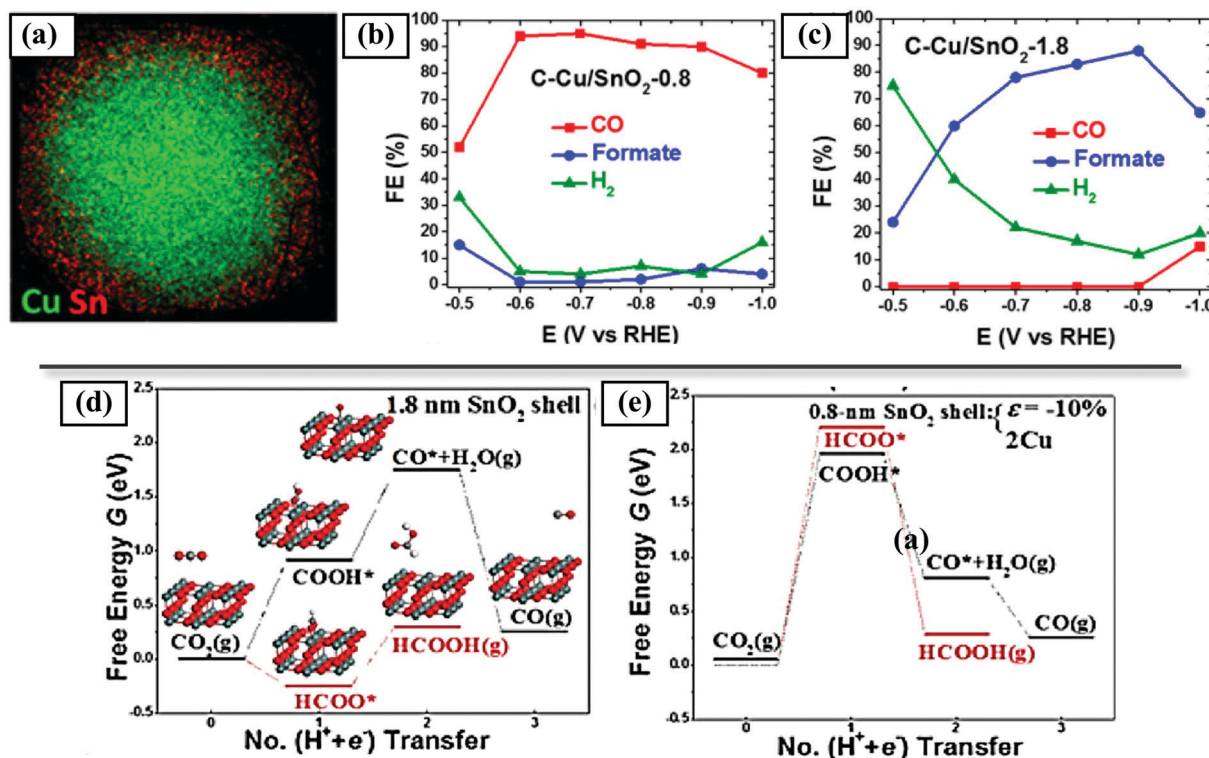 (a)
Cu Sn
(b)
C-Cu/SnO₂-0.8
CO
Formate
H₂
FE (%)
100
90
80
70
60
50
40
30
20
10
0
-0.5 -0.6 -0.7 -0.8 -0.9 -1.0
E (V vs RHE)
(c)
C-Cu/SnO₂-1.8
CO
Formate
H₂
FE (%)
100
90
80
70
60
50
40
30
20
10
0
-0.5 -0.6 -0.7 -0.8 -0.9 -1.0
E (V vs RHE)
(d)
1.8 nm SnO₂ shell
Free Energy G (eV)
2.5
2.0
1.5
1.0
0.5
0.0
-0.5
CO*+H₂O(g)
COOH*
CO₂(g)
CO(g)
HCOOH(g)
HCOO*
0 1 2 3
No. (H⁺+e⁻) Transfer
(e)
0.8-nm SnO₂ shell:{ ε = -10%
2Cu
Free Energy G (eV)
2.5
2.0
1.5
1.0
0.5
0.0
-0.5
HCOO*
COOH*
(a)
CO*+H₂O(g)
CO₂(g)
CO(g)
HCOOH(g)
0 1 2 3
No. (H⁺+e⁻) Transfer